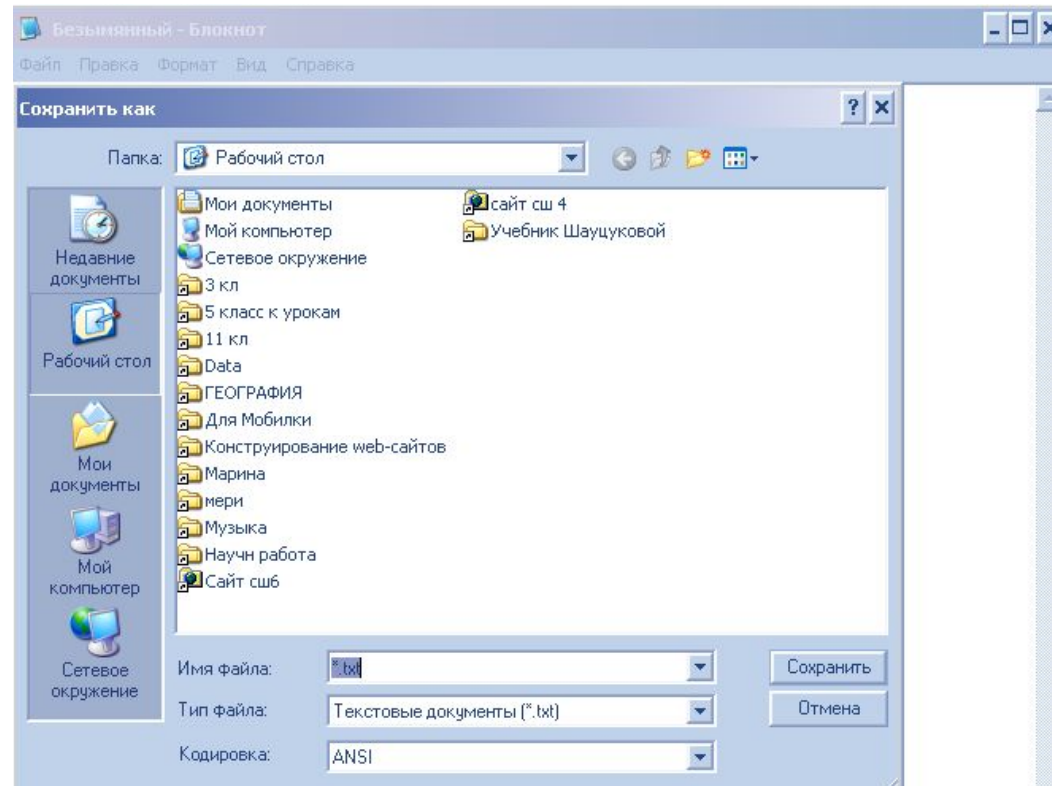 Безымянный - Блокнот
Файл Правка Формат Вид Справка
Сохранить как
Папка: Рабочий стол
Недавние документы
Рабочий стол
Мои документы
Мой компьютер
Сетевое окружение
Мои документы
Мой компьютер
Сетевое окружение
3 кл
5 класс к урокам
11 кл
Data
ГЕОГРАФИЯ
Для Мобилки
Конструирование web-сайтов
Марина
мери
Музыка
Научн работа
Сайт сш6
сайт сш 4
Учебник Шауцуковой
Имя файла: *.txt
Сохранить
Тип файла: Текстовые документы (*.txt)
Отмена
Кодировка: ANSI